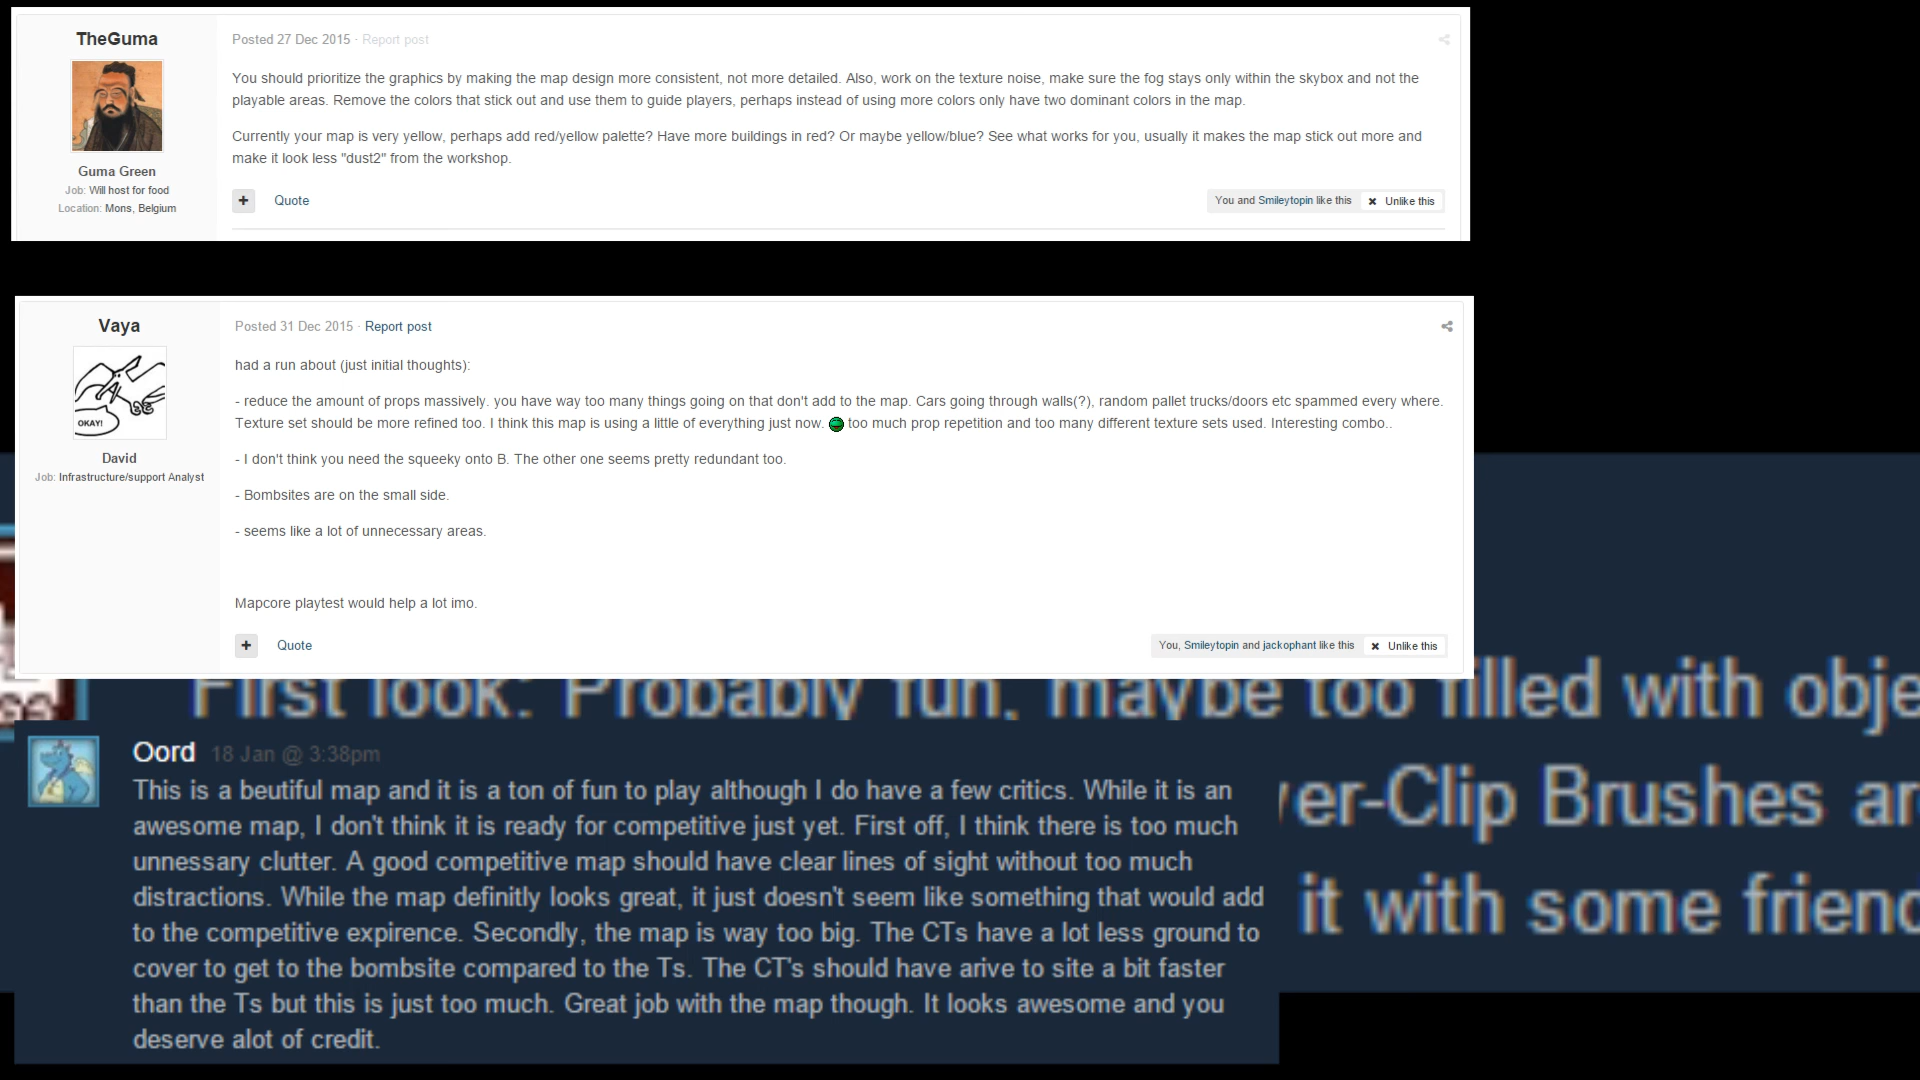 TheGuma
Posted 27 Dec 2015 · Report post
You should prioritize the graphics by making the map design more consistent, not more detailed. Also, work on the texture noise, make sure the fog stays only within the skybox and not the
playable areas. Remove the colors that stick out and use them to guide players, perhaps instead of using more colors only have two dominant colors in the map.
Currently your map is very yellow, perhaps add red/yellow palette? Have more buildings in red? Or maybe yellow/blue? See what works for you, usually it makes the map stick out more and
make it look less "dust2" from the workshop.
Guma Green
Job: Will host for food
Location: Mons, Belgium
+ Quote
You and Smileytopin like this ✖ Unlike this
Vaya
Posted 31 Dec 2015 · Report post
had a run about (just initial thoughts):
- reduce the amount of props massively. you have way too many things going on that don't add to the map. Cars going through walls(?), random pallet trucks/doors etc spammed every where.
Texture set should be more refined too. I think this map is using a little of everything just now. too much prop repetition and too many different texture sets used. Interesting combo..
OKAY!
David
Job: Infrastructure/support Analyst
- I don't think you need the squeeky onto B. The other one seems pretty redundant too.
- Bombsites are on the small side.
- seems like a lot of unnecessary areas.
Mapcore playtest would help a lot imo.
+ Quote
You, Smileytopin and jackophant like this ✖ Unlike this
First look: Probably fun, maybe too filled with obje
er-Clip Brushes ar
it with some friend
Oord 18 Jan @ 3:38pm
This is a beutiful map and it is a ton of fun to play although I do have a few critics. While it is an
awesome map, I don't think it is ready for competitive just yet. First off, I think there is too much
unnessary clutter. A good competitive map should have clear lines of sight without too much
distractions. While the map definitly looks great, it just doesn't seem like something that would add
to the competitive expirence. Secondly, the map is way too big. The CTs have a lot less ground to
cover to get to the bombsite compared to the Ts. The CT's should have arive to site a bit faster
than the Ts but this is just too much. Great job with the map though. It looks awesome and you
deserve alot of credit.